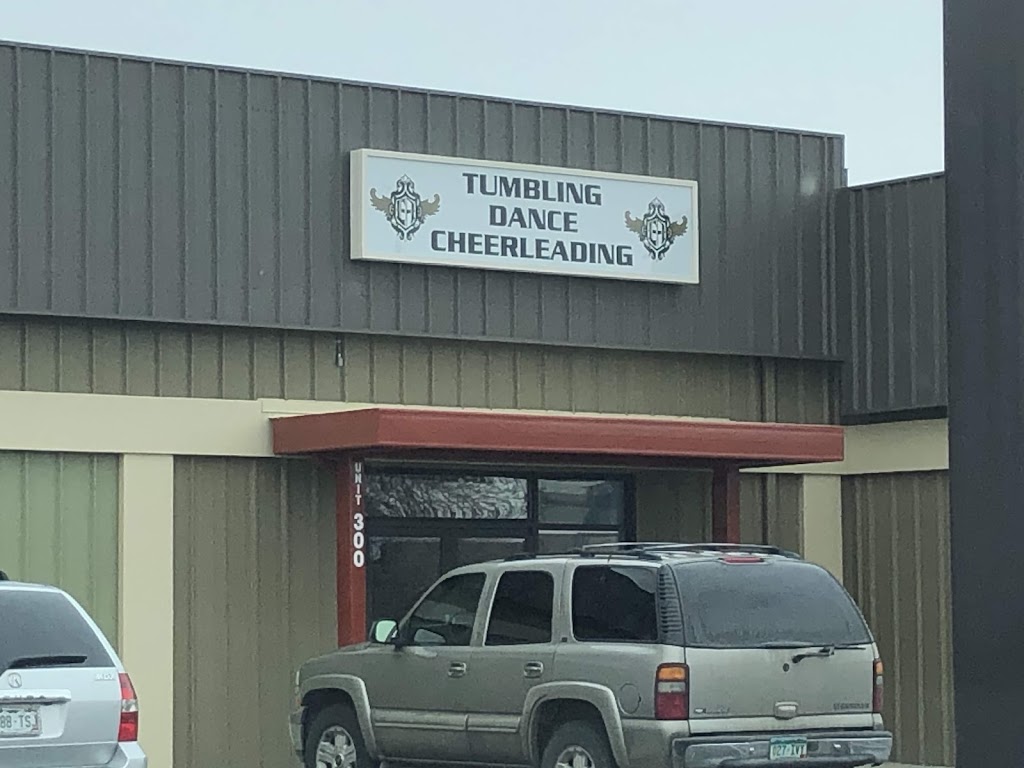 TUMBLING
DANCE
CHEERLEADING
UNIT 300